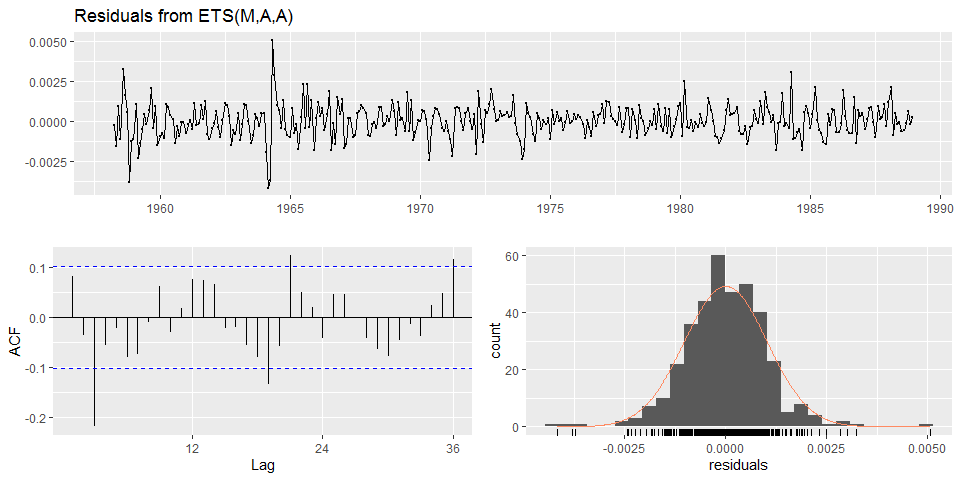 Residuals from ETS(M,A,A)
0.0050
0.0025
0.0000
-0.0025
1960 1965 1970 1975 1980 1985 1990
ACF
0.1
0.0
-0.1
-0.2
12 24 36
Lag
count
60
40
20
0
-0.0025 0.0000 0.0025 0.0050
residuals